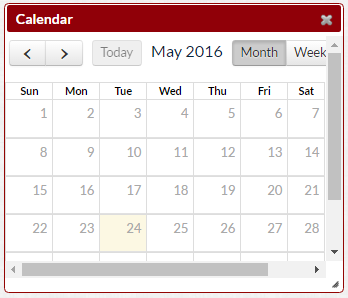 Calendar
Today May 2016 Month Week
Sun Mon Tue Wed Thu Fri Sat
1 2 3 4 5 6 7
8 9 10 11 12 13 14
15 16 17 18 19 20 21
22 23 24 25 26 27 28